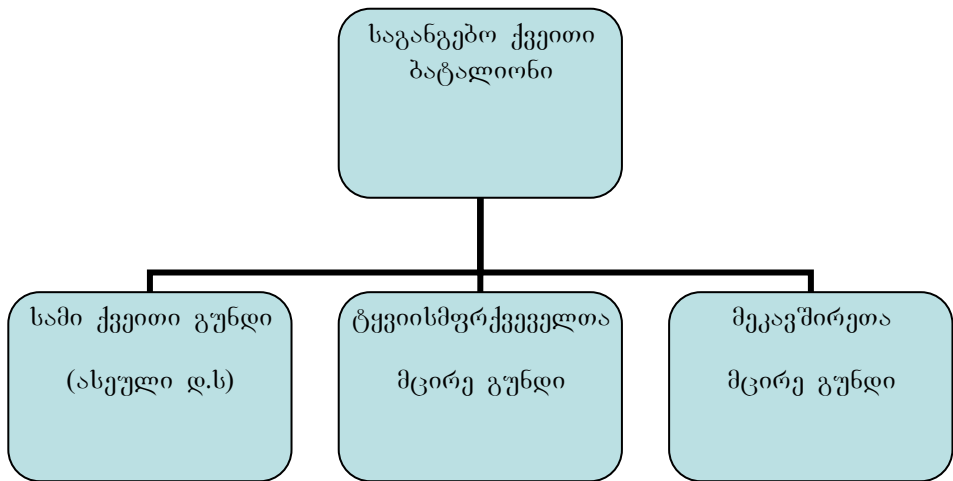 საგანგებო ქვეითი
ბატალიონი
სამი ქვეითი გუნდი
(ასეული დ.ს)
ტყვიისმფრქვეველთა
მცირე გუნდი
მეკავშირეთა
მცირე გუნდი